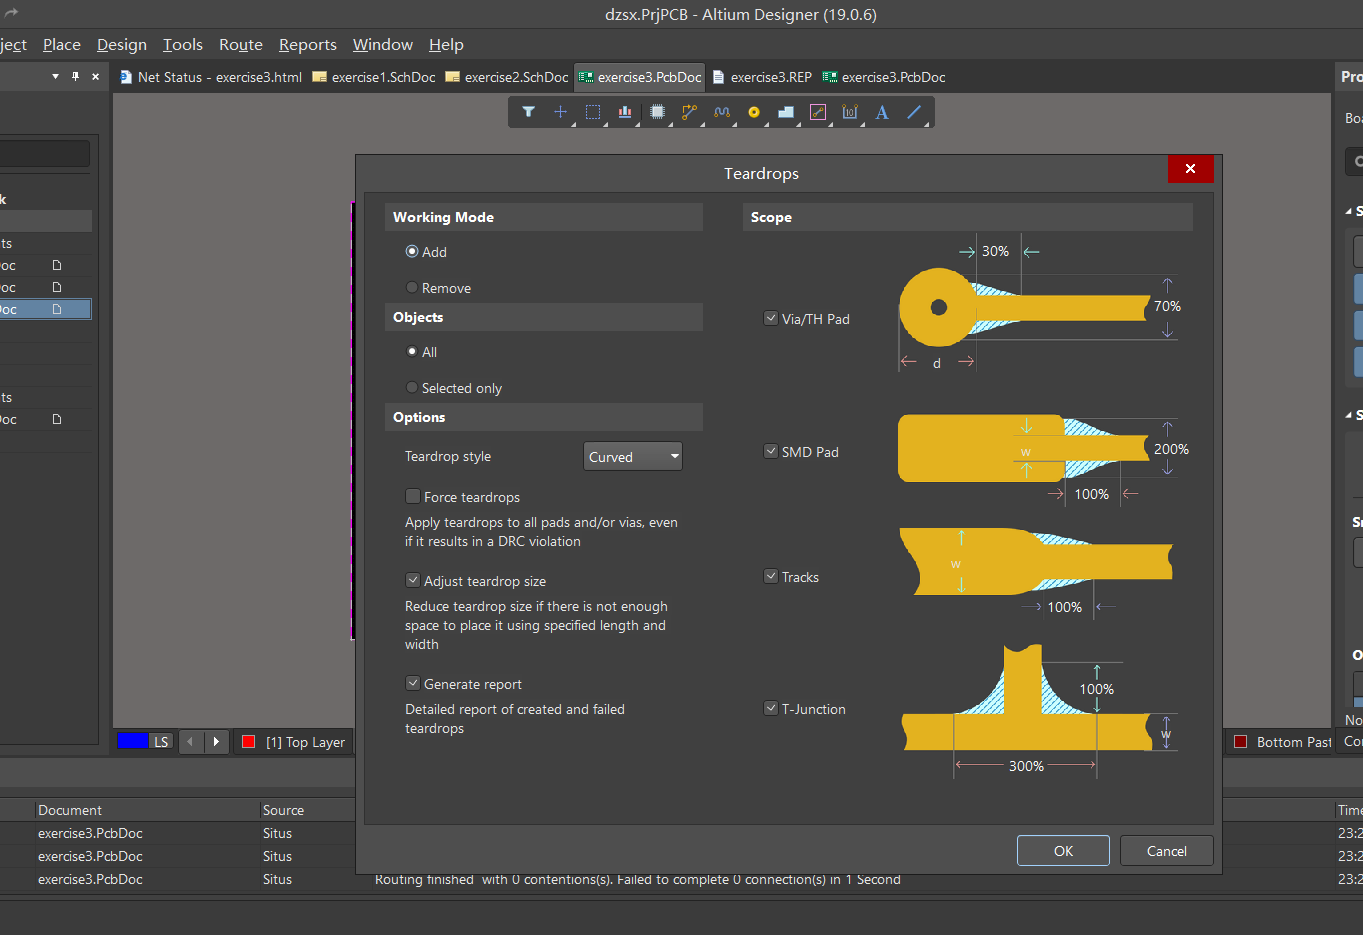 dzsx.PrjPCB - Altium Designer (19.0.6)
ject Place Design Tools Route Reports Window Help
Net Status - exercise3.html exercise1.SchDoc exercise2.SchDoc exercise3.PcbDoc exercise3.REP exercise3.PcbDoc
Pro
Boa
10
A
Teardrops
k
ts
oc
oc
oc
ts
oc
Working Mode
Add
Remove
Objects
All
Selected only
Options
Teardrop style Curved
Force teardrops
Apply teardrops to all pads and/or vias, even
if it results in a DRC violation
Adjust teardrop size
Reduce teardrop size if there is not enough
space to place it using specified length and
width
Generate report
Detailed report of created and failed
teardrops
Scope
30%
Via/TH Pad
70%
d
SMD Pad
w
200%
100%
Tracks
w
100%
T-Junction
100%
w
300%
OK Cancel
S
S
Sn
O
No
LS [1] Top Layer
Bottom Past
Co
Document Source Time
exercise3.PcbDoc Situs 23:2
exercise3.PcbDoc Situs 23:2
exercise3.PcbDoc Situs Routing finished with 0 contentions(s). Failed to complete 0 connection(s) in 1 Second 23:2